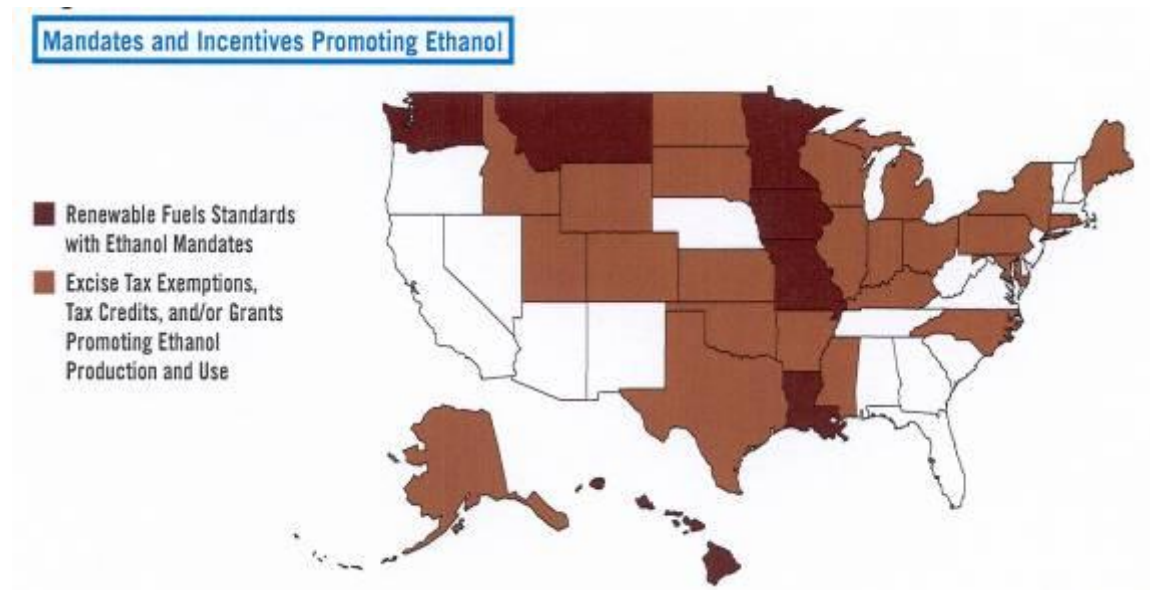 Mandates and Incentives Promoting Ethanol
Renewable Fuels Standards
with Ethanol Mandates
Excise Tax Exemptions,
Tax Credits, and/or Grants
Promoting Ethanol
Production and Use